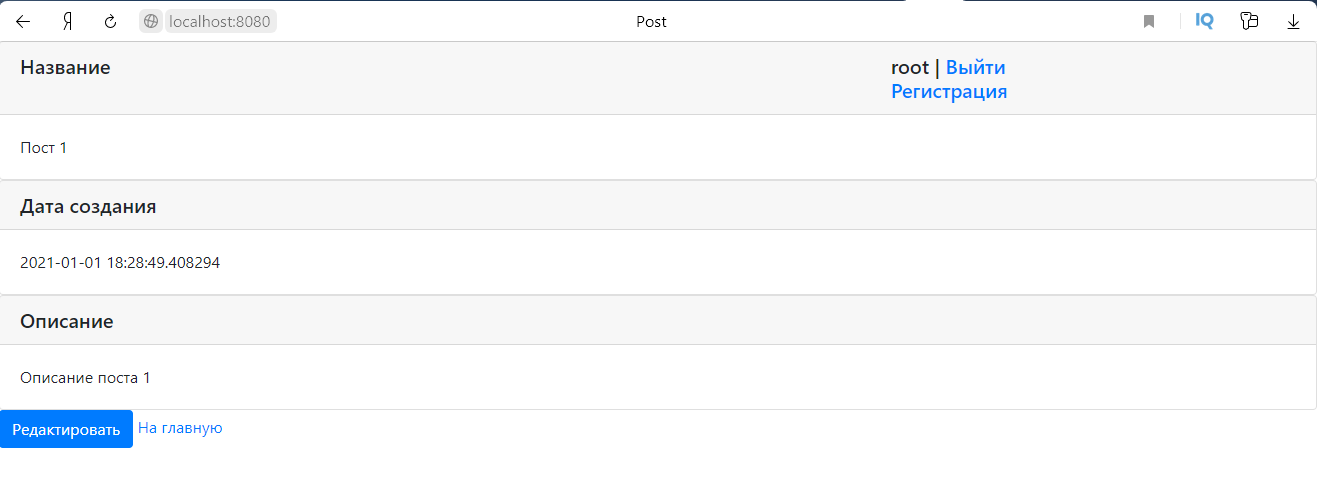 Я localhost:8080 Post IQ
Название root | Выйти
Регистрация
Пост 1
Дата создания
2021-01-01 18:28:49.408294
Описание
Описание поста 1
Редактировать На главную